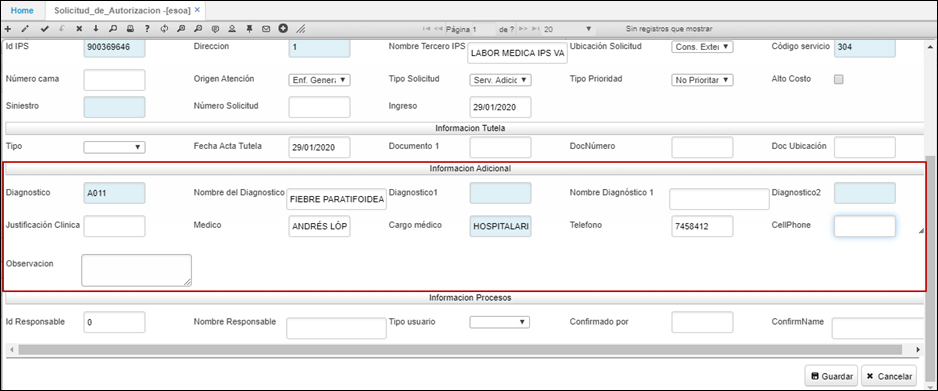 Home Solicitud_de_Autorizacion -[esoa] ×
Página 1 de ? 20 Sin registros que mostrar
Id IPS 900369646 Direccion 1 Nombre Tercero IPS LABOR MEDICA IPS VA Ubicación Solicitud Cons. Exter Código servicio 304
Número cama Origen Atención Enf. Genera Tipo Solicitud Serv. Adicic Tipo Prioridad No Prioritar Alto Costo
Siniestro Número Solicitud Ingreso 29/01/2020
Informacion Tutela
Tipo Fecha Acta Tutela 29/01/2020 Documento 1 DocNúmero Doc Ubicación
Informacion Adicional
Diagnostico A011 Nombre del Diagnostico FIEBRE PARATIFOIDEA Diagnostico1 Nombre Diagnóstico 1 Diagnostico2
Justificación Clinica Medico ANDRÉS LÓP Cargo médico HOSPITALARI Telefono 7458412 CellPhone
Observacion
Informacion Procesos
Id Responsable 0 Nombre Responsable Tipo usuario Confirmado por ConfirmName
Guardar Cancelar